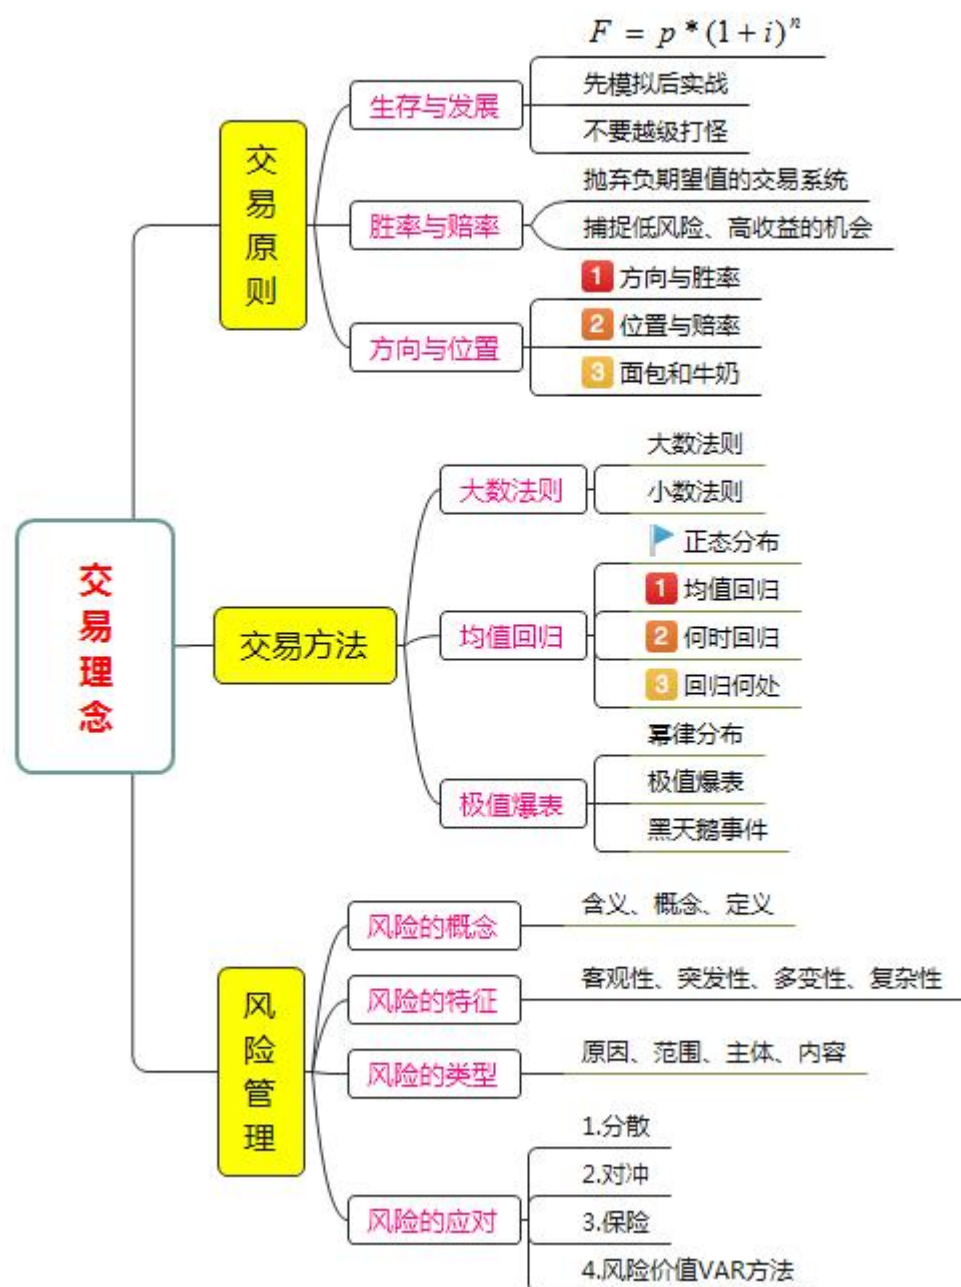 交易理念
交易原则
生存与发展
F = p * (1 + i)^n
先模拟后实战
不要越级打怪
胜率与赔率
抛弃负期望值的交易系统
捕捉低风险、高收益的机会
方向与位置
1 方向与胜率
2 位置与赔率
3 面包和牛奶
交易方法
大数法则
大数法则
小数法则
均值回归
正态分布
1 均值回归
2 何时回归
3 回归何处
极值爆表
幂律分布
极值爆表
黑天鹅事件
风险管理
风险的概念
含义、概念、定义
风险的特征
客观性、突发性、多变性、复杂性
风险的类型
原因、范围、主体、内容
风险的应对
1.分散
2.对冲
3.保险
4.风险价值VAR方法